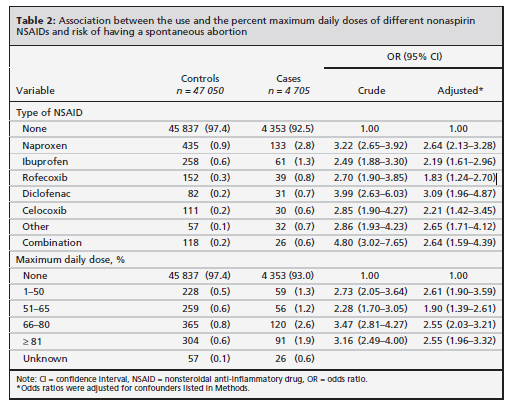 Table 2: Association between the use and the percent maximum daily doses of different nonaspirin
NSAIDs and risk of having a spontaneous abortion
OR (95% CI)
Controls Cases
Variable n = 47 050 n = 4 705 Crude Adjusted*
Type of NSAID
None 45 837 (97.4) 4 353 (92.5) 1.00 1.00
Naproxen 435 (0.9) 133 (2.8) 3.22 (2.65–3.92) 2.64 (2.13–3.28)
Ibuprofen 258 (0.6) 61 (1.3) 2.49 (1.88–3.30) 2.19 (1.61–2.96)
Rofecoxib 152 (0.3) 39 (0.8) 2.70 (1.90–3.85) 1.83 (1.24–2.70)
Diclofenac 82 (0.2) 31 (0.7) 3.99 (2.63–6.03) 3.09 (1.96–4.87)
Celocoxib 111 (0.2) 30 (0.6) 2.85 (1.90–4.27) 2.21 (1.42–3.45)
Other 57 (0.1) 32 (0.7) 2.86 (1.93–4.23) 2.65 (1.71–4.12)
Combination 118 (0.2) 26 (0.6) 4.80 (3.02–7.65) 2.64 (1.59–4.39)
Maximum daily dose, %
None 45 837 (97.4) 4 353 (93.0) 1.00 1.00
1–50 228 (0.5) 59 (1.3) 2.73 (2.05–3.64) 2.61 (1.90–3.59)
51–65 259 (0.6) 56 (1.2) 2.28 (1.70–3.05) 1.90 (1.39–2.61)
66–80 365 (0.8) 120 (2.6) 3.47 (2.81–4.27) 2.55 (2.03–3.21)
≥ 81 304 (0.6) 91 (1.9) 3.16 (2.49–4.00) 2.55 (1.96–3.32)
Unknown 57 (0.1) 26 (0.6)
Note: CI = confidence interval, NSAID = nonsteroidal anti-inflammatory drug, OR = odds ratio.
*Odds ratios were adjusted for confounders listed in Methods.